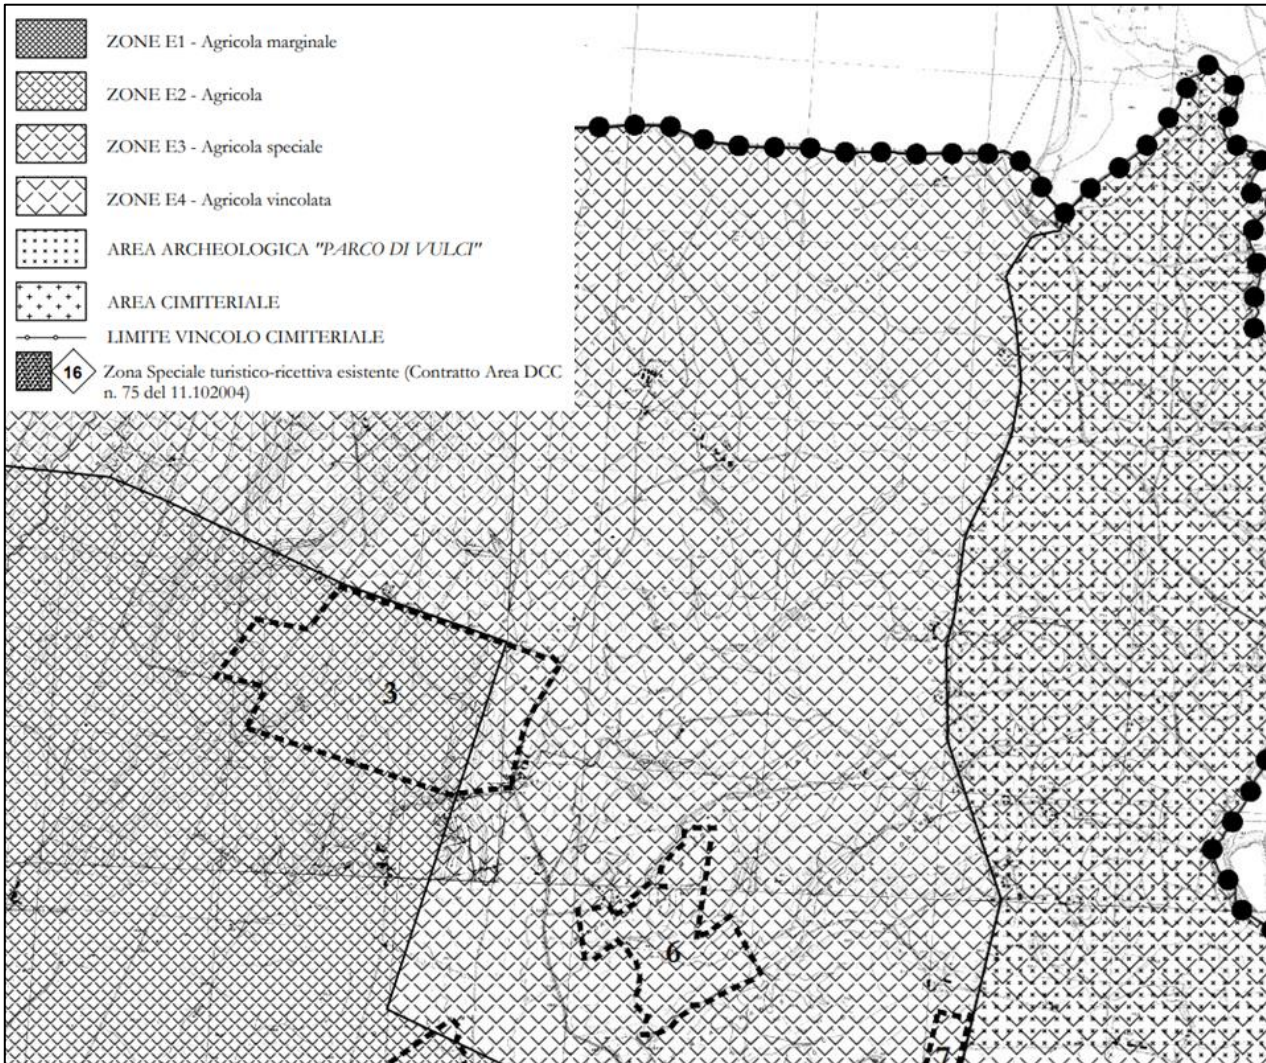 ZONE E1 - Agricola marginale
ZONE E2 - Agricola
ZONE E3 - Agricola speciale
ZONE E4 - Agricola vincolata
AREA ARCHEOLOGICA "PARCO DI VULCI"
AREA CIMITERIALE
LIMITE VINCOLO CIMITERIALE
16 Zona Speciale turistico-ricettiva esistente (Contratto Area DCC
n. 75 del 11.102004)
3
6
7